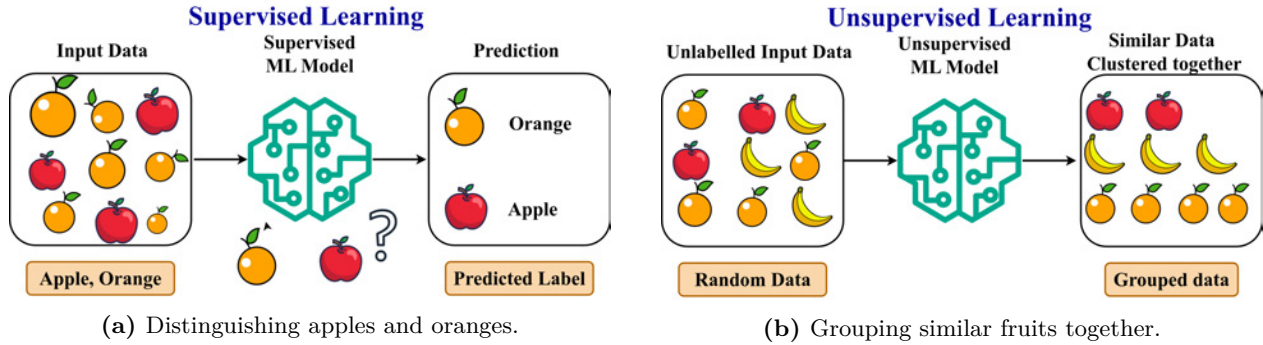 Supervised Learning
Input Data
Supervised
ML Model
Prediction
Orange
Apple
?
Apple, Orange
Predicted Label
(a) Distinguishing apples and oranges.
Unsupervised Learning
Unlabelled Input Data
Unsupervised
ML Model
Similar Data
Clustered together
Random Data
Grouped data
(b) Grouping similar fruits together.